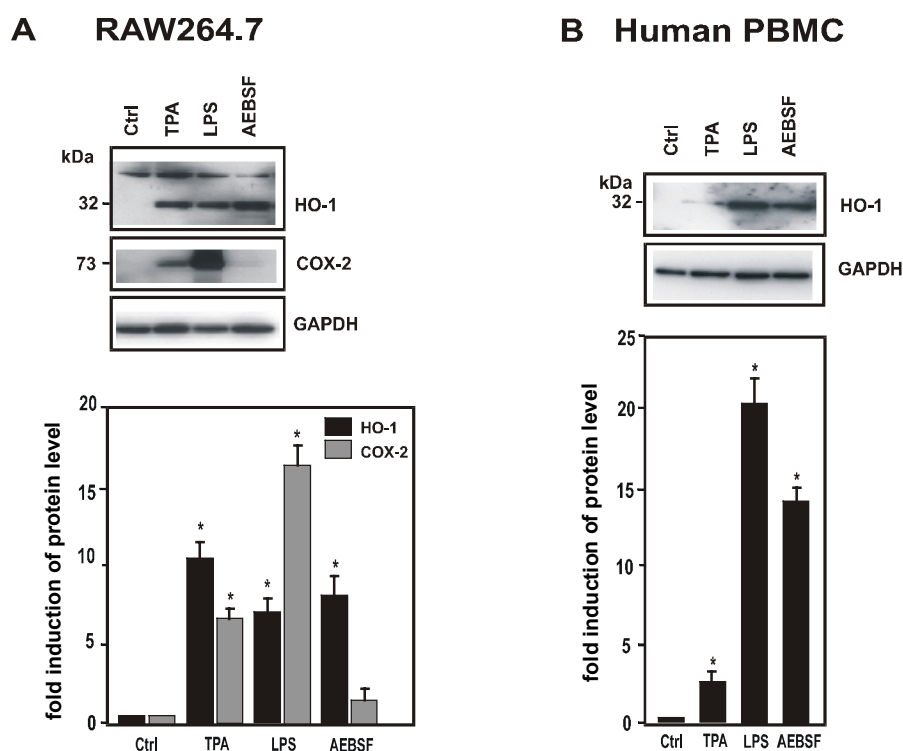 A RAW264.7
Ctrl TPA LPS AEBSF
kDa
32 HO-1
73 COX-2
GAPDH
fold induction of protein level
20
15
10
5
0
HO-1
COX-2
* * * * *
Ctrl TPA LPS AEBSF
B Human PBMC
Ctrl TPA LPS AEBSF
kDa
32 HO-1
GAPDH
fold induction of protein level
25
20
15
10
5
0
* * *
Ctrl TPA LPS AEBSF